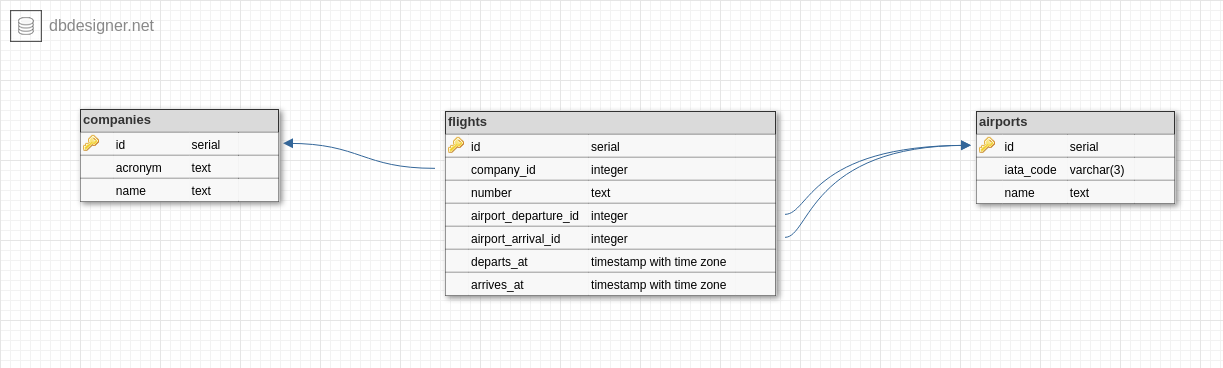 dbdesigner.net
companies
id serial
acronym text
name text
flights
id serial
company_id integer
number text
airport_departure_id integer
airport_arrival_id integer
departs_at timestamp with time zone
arrives_at timestamp with time zone
airports
id serial
iata_code varchar(3)
name text